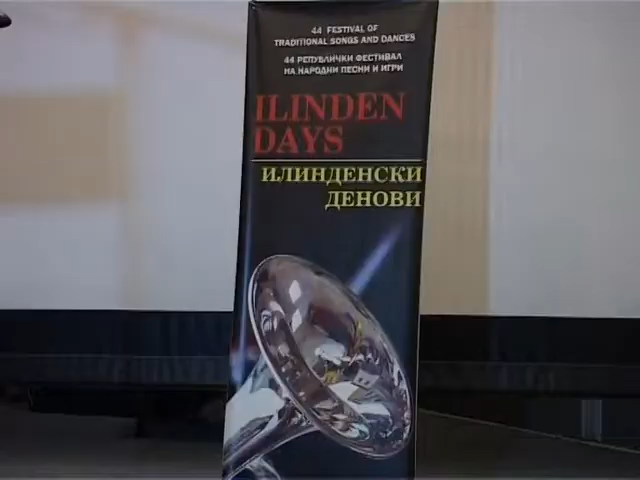 44 FESTIVAL OF
TRADITIONAL SONGS AND DANCES
44 РЕПУБЛИЧКИ ФЕСТИВАЛ
НА НАРОДНИ ПЕСНИ И ИГРИ
ILINDEN
DAYS
ИЛИНДЕНСКИ
ДЕНОВИ